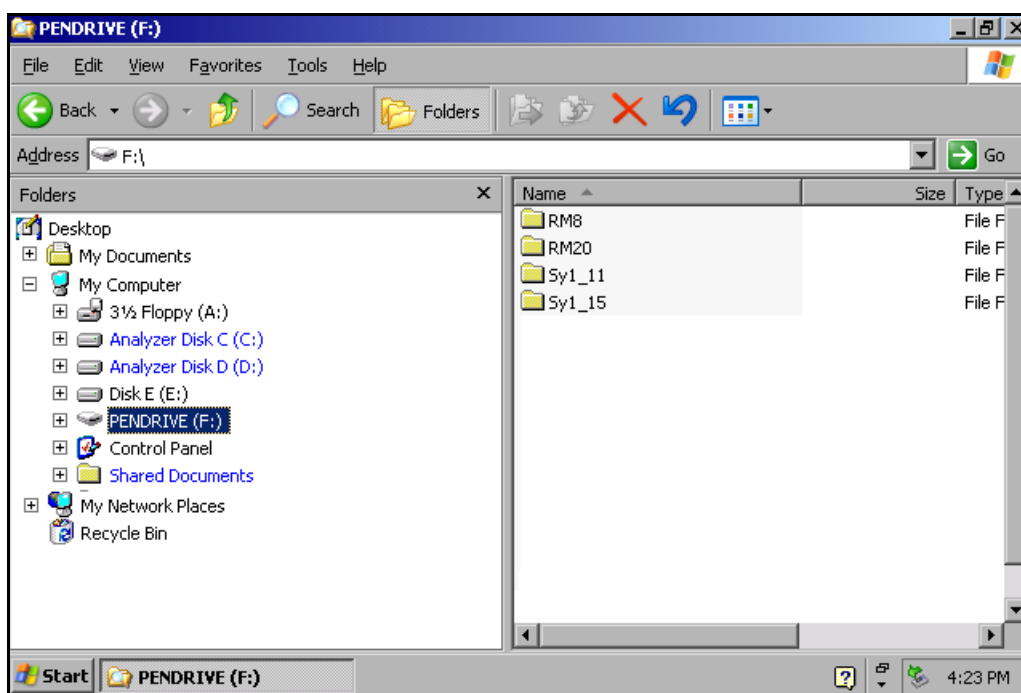 PENDRIVE (F:)
File Edit View Favorites Tools Help
Back Search Folders
Address F:\ Go
Folders
Desktop
My Documents
My Computer
3½ Floppy (A:)
Analyzer Disk C (C:)
Analyzer Disk D (D:)
Disk E (E:)
PENDRIVE (F:)
Control Panel
Shared Documents
My Network Places
Recycle Bin
Name Size Type
RM8 File F
RM20 File F
Sy1_11 File F
Sy1_15 File F
Start PENDRIVE (F:) 4:23 PM